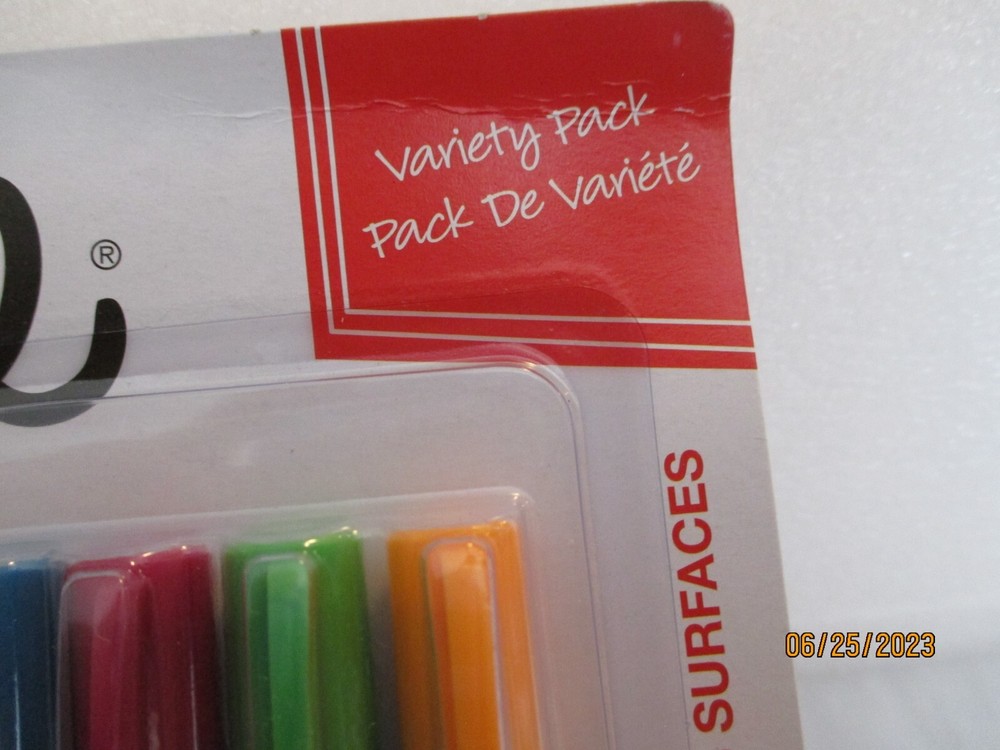 Variety Pack
Pack De Variété
®
SURFACES
06/25/2023